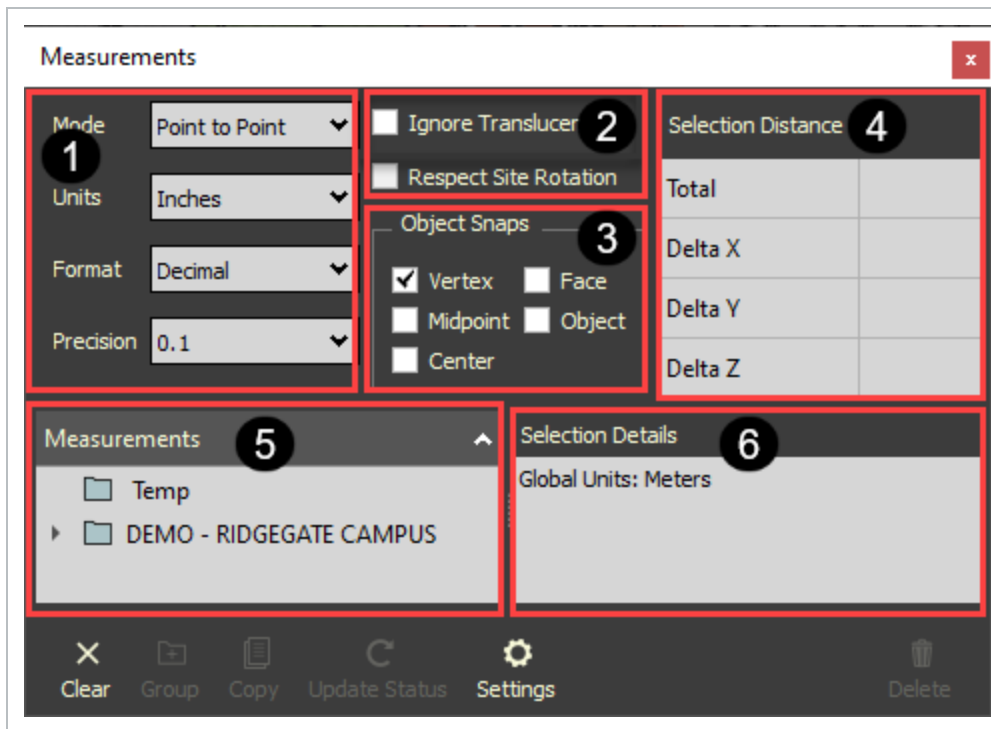 Measurements
x
Mode
Point to Point
1
Units
Inches
Format
Decimal
Precision
0.1
Ignore Translucen
2
Respect Site Rotation
Object Snaps
3
Vertex
Face
Midpoint
Object
Center
Selection Distance
4
Total
Delta X
Delta Y
Delta Z
Measurements
5
Temp
DEMO - RIDGEGATE CAMPUS
Selection Details
6
Global Units: Meters
Clear
Group
Copy
Update Status
Settings
Delete